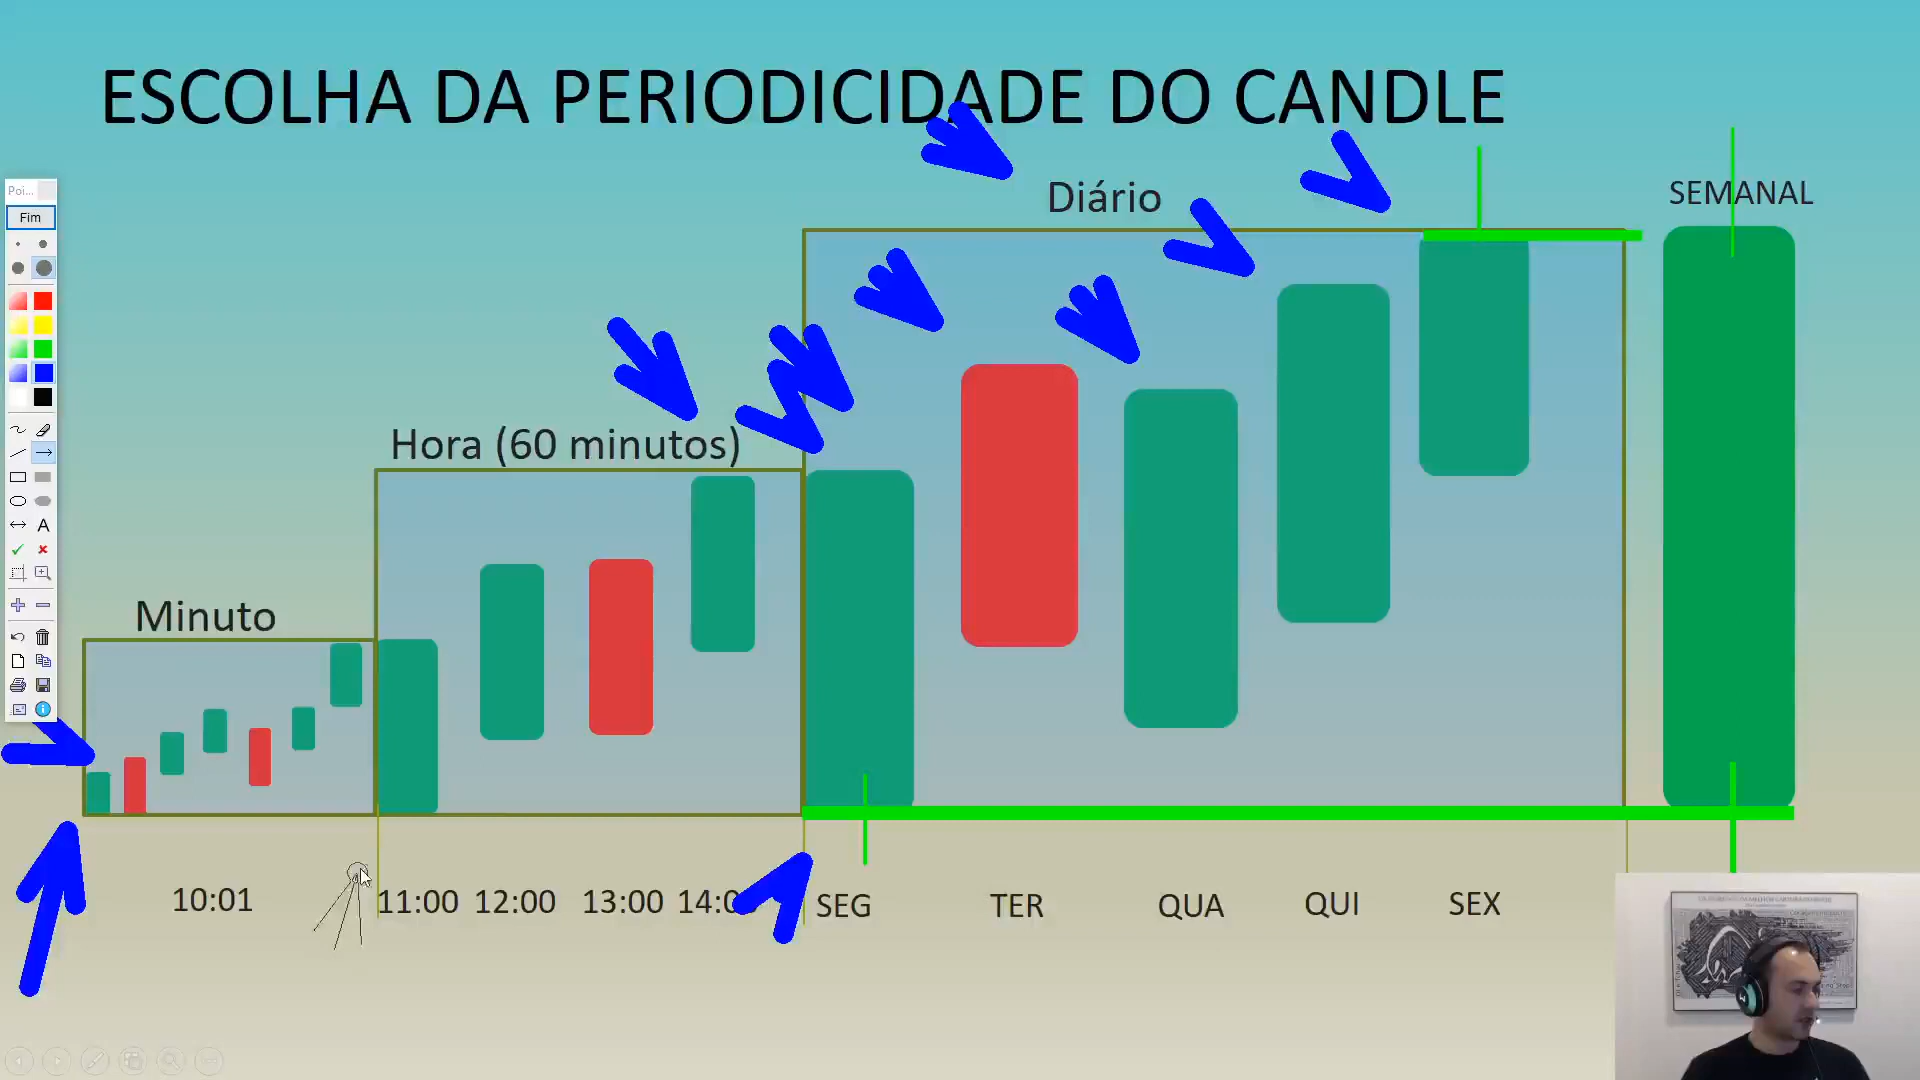 ESCOLHA DA PERIODICIDADE DO CANDLE
Diário
SEMANAL
Poi...
Fim
Hora (60 minutos)
A
Minuto
10:01
11:00 12:00 13:00
SEG TER QUA QUI SEX